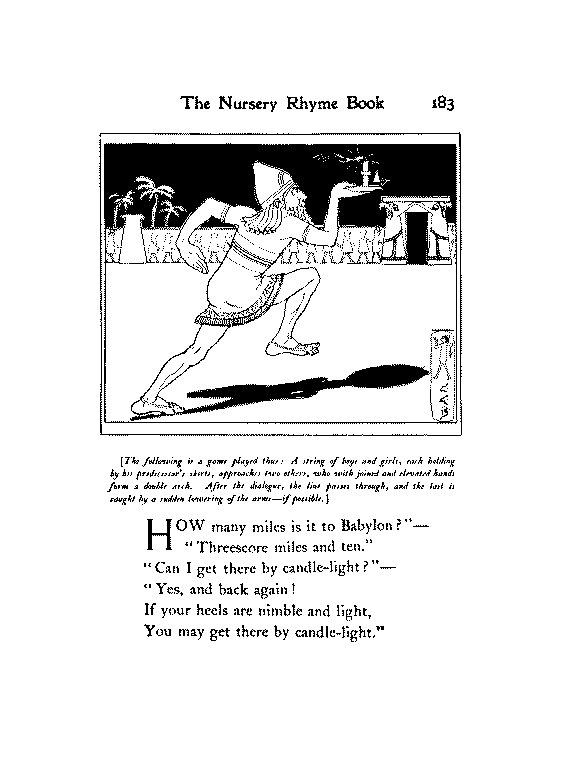 The Nursery Rhyme Book 183
[The following is a game played thus: A string of boys and girls, each holding
by his predecessor's skirts, approaches two others, who with joined and elevated hands
form a double arch. After the dialogue, the line passes through, and the last is
caught by a sudden lowering of the arms—if possible.]
HOW many miles is it to Babylon?"—
"Threescore miles and ten."
"Can I get there by candle-light?"—
"Yes, and back again!
If your heels are nimble and light,
You may get there by candle-light."